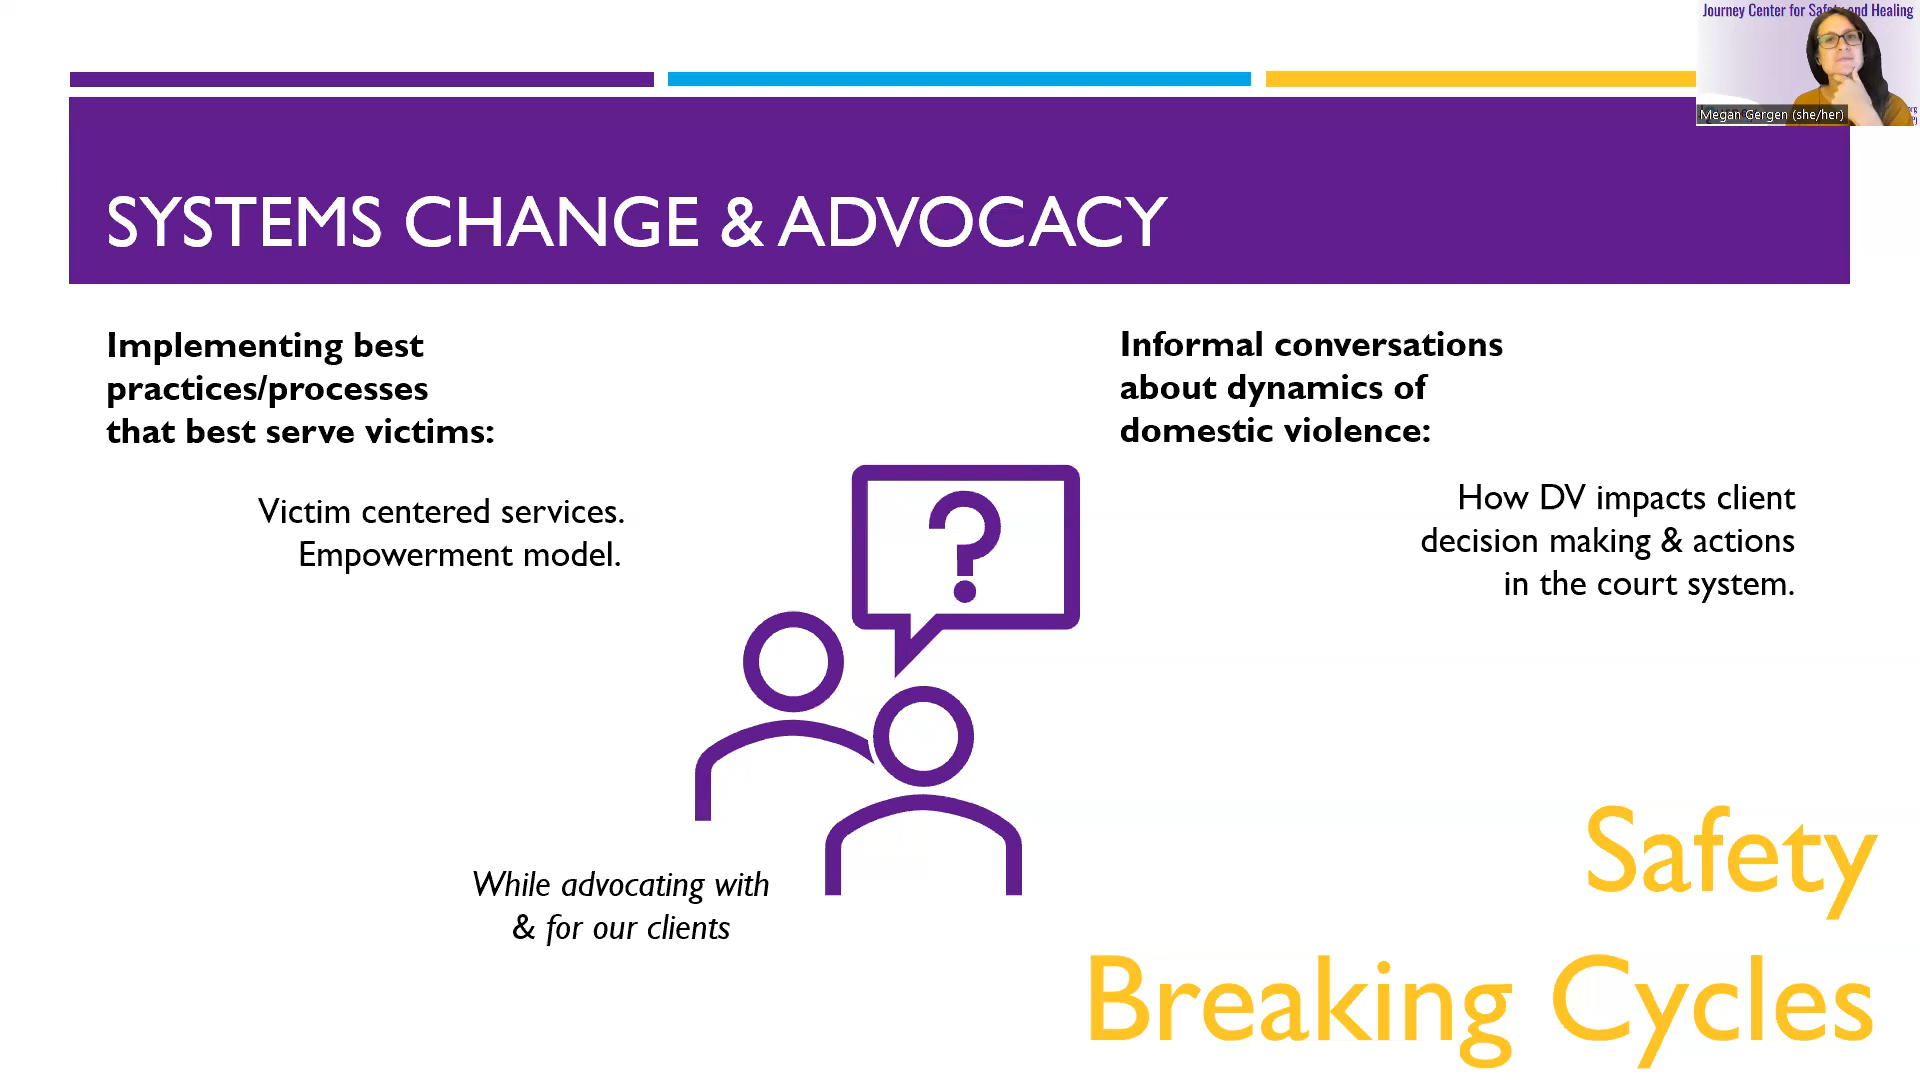 Journey Center for Safety and Healing
Megan Gergen (she/her)
SYSTEMS CHANGE & ADVOCACY
Implementing best
practices/processes
that best serve victims:
Victim centered services.
Empowerment model.
Informal conversations
about dynamics of
domestic violence:
How DV impacts client
decision making & actions
in the court system.
?
While advocating with
& for our clients
Safety
Breaking Cycles